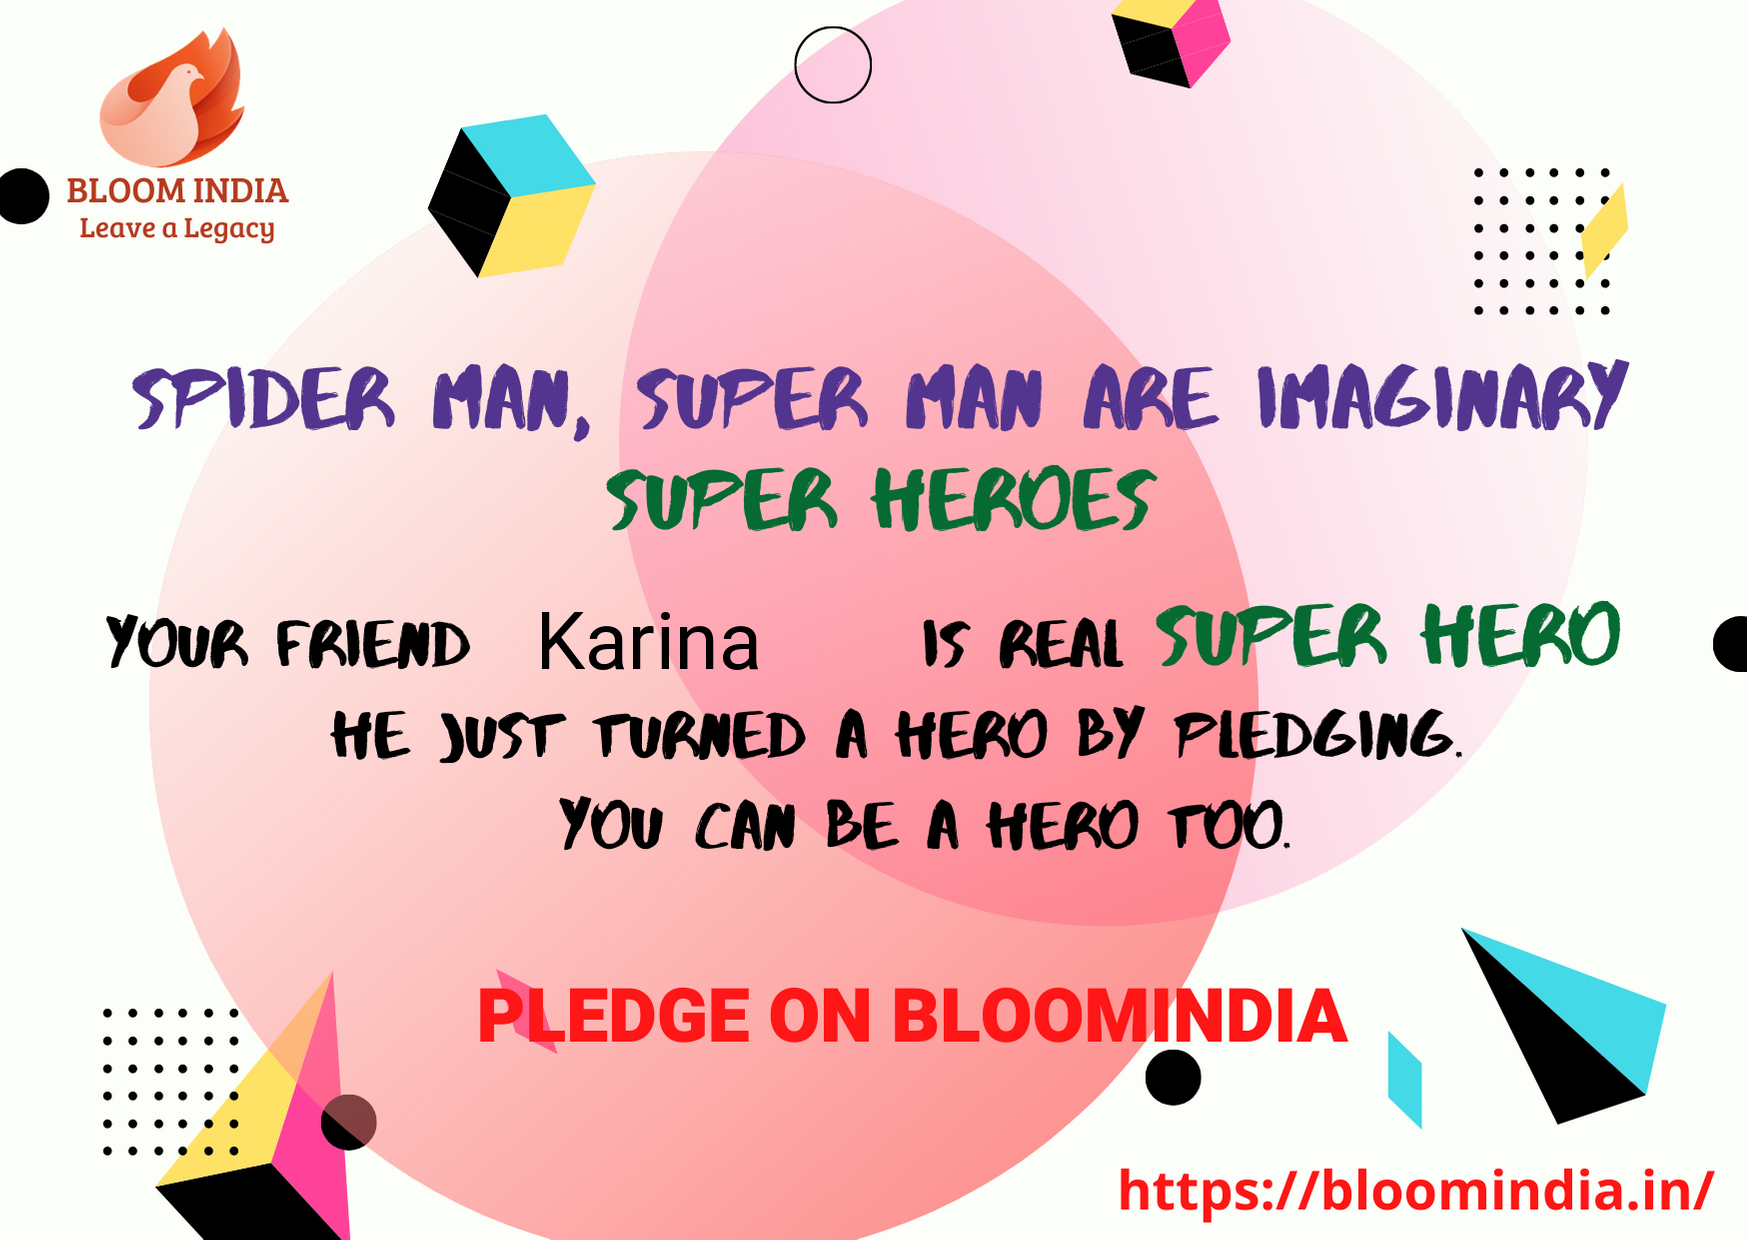 BLOOM INDIA
Leave a Legacy
SPIDER MAN, SUPER MAN ARE IMAGINARY
SUPER HEROES
YOUR FRIEND Karina IS REAL SUPER HERO
HE JUST TURNED A HERO BY PLEDGING.
YOU CAN BE A HERO TOO.
PLEDGE ON BLOOMINDIA
https://bloomindia.in/